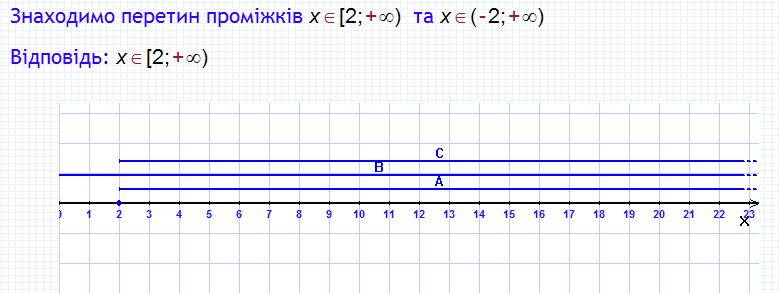 Знаходимо перетин проміжків x∈[2;+∞) та x∈(-2;+∞)
Відповідь: x∈[2;+∞)
C
B
A
0 1 2 3 4 5 6 7 8 9 10 11 12 13 14 15 16 17 18 19 20 21 22 23
X